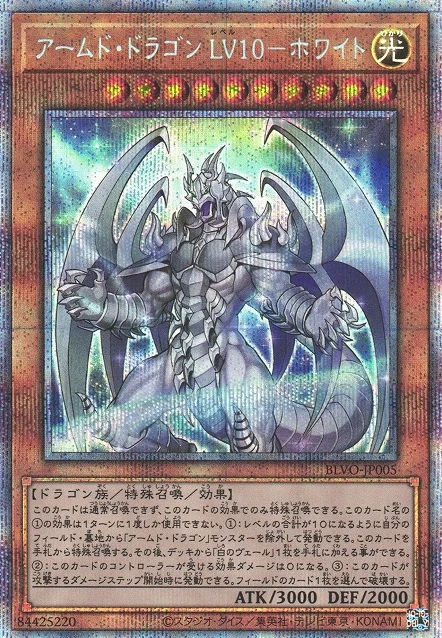 アームド・ドラゴン LV10－ホワイト 光
BLVO-JP005
【ドラゴン族／特殊召喚／効果】
このカードは通常召喚できず、このカードの効果でのみ特殊召喚できる。このカード名の
①の効果は1ターンに1度しか使用できない。①：レベルの合計が10になるように自分の
フィールド・墓地から「アームド・ドラゴン」モンスターを除外して発動できる。このカードを
手札から特殊召喚する。その後、デッキから「白のヴェール」1枚を手札に加える事ができる。
②：このカードのコントローラーが受ける効果ダメージは0になる。③：このカードが
攻撃するダメージステップ開始時に発動できる。フィールドのカード1枚を選んで破壊する。
ATK/3000 DEF/2000
84425220 ©スタジオ・ダイス／集英社・テレビ東京・KONAMI